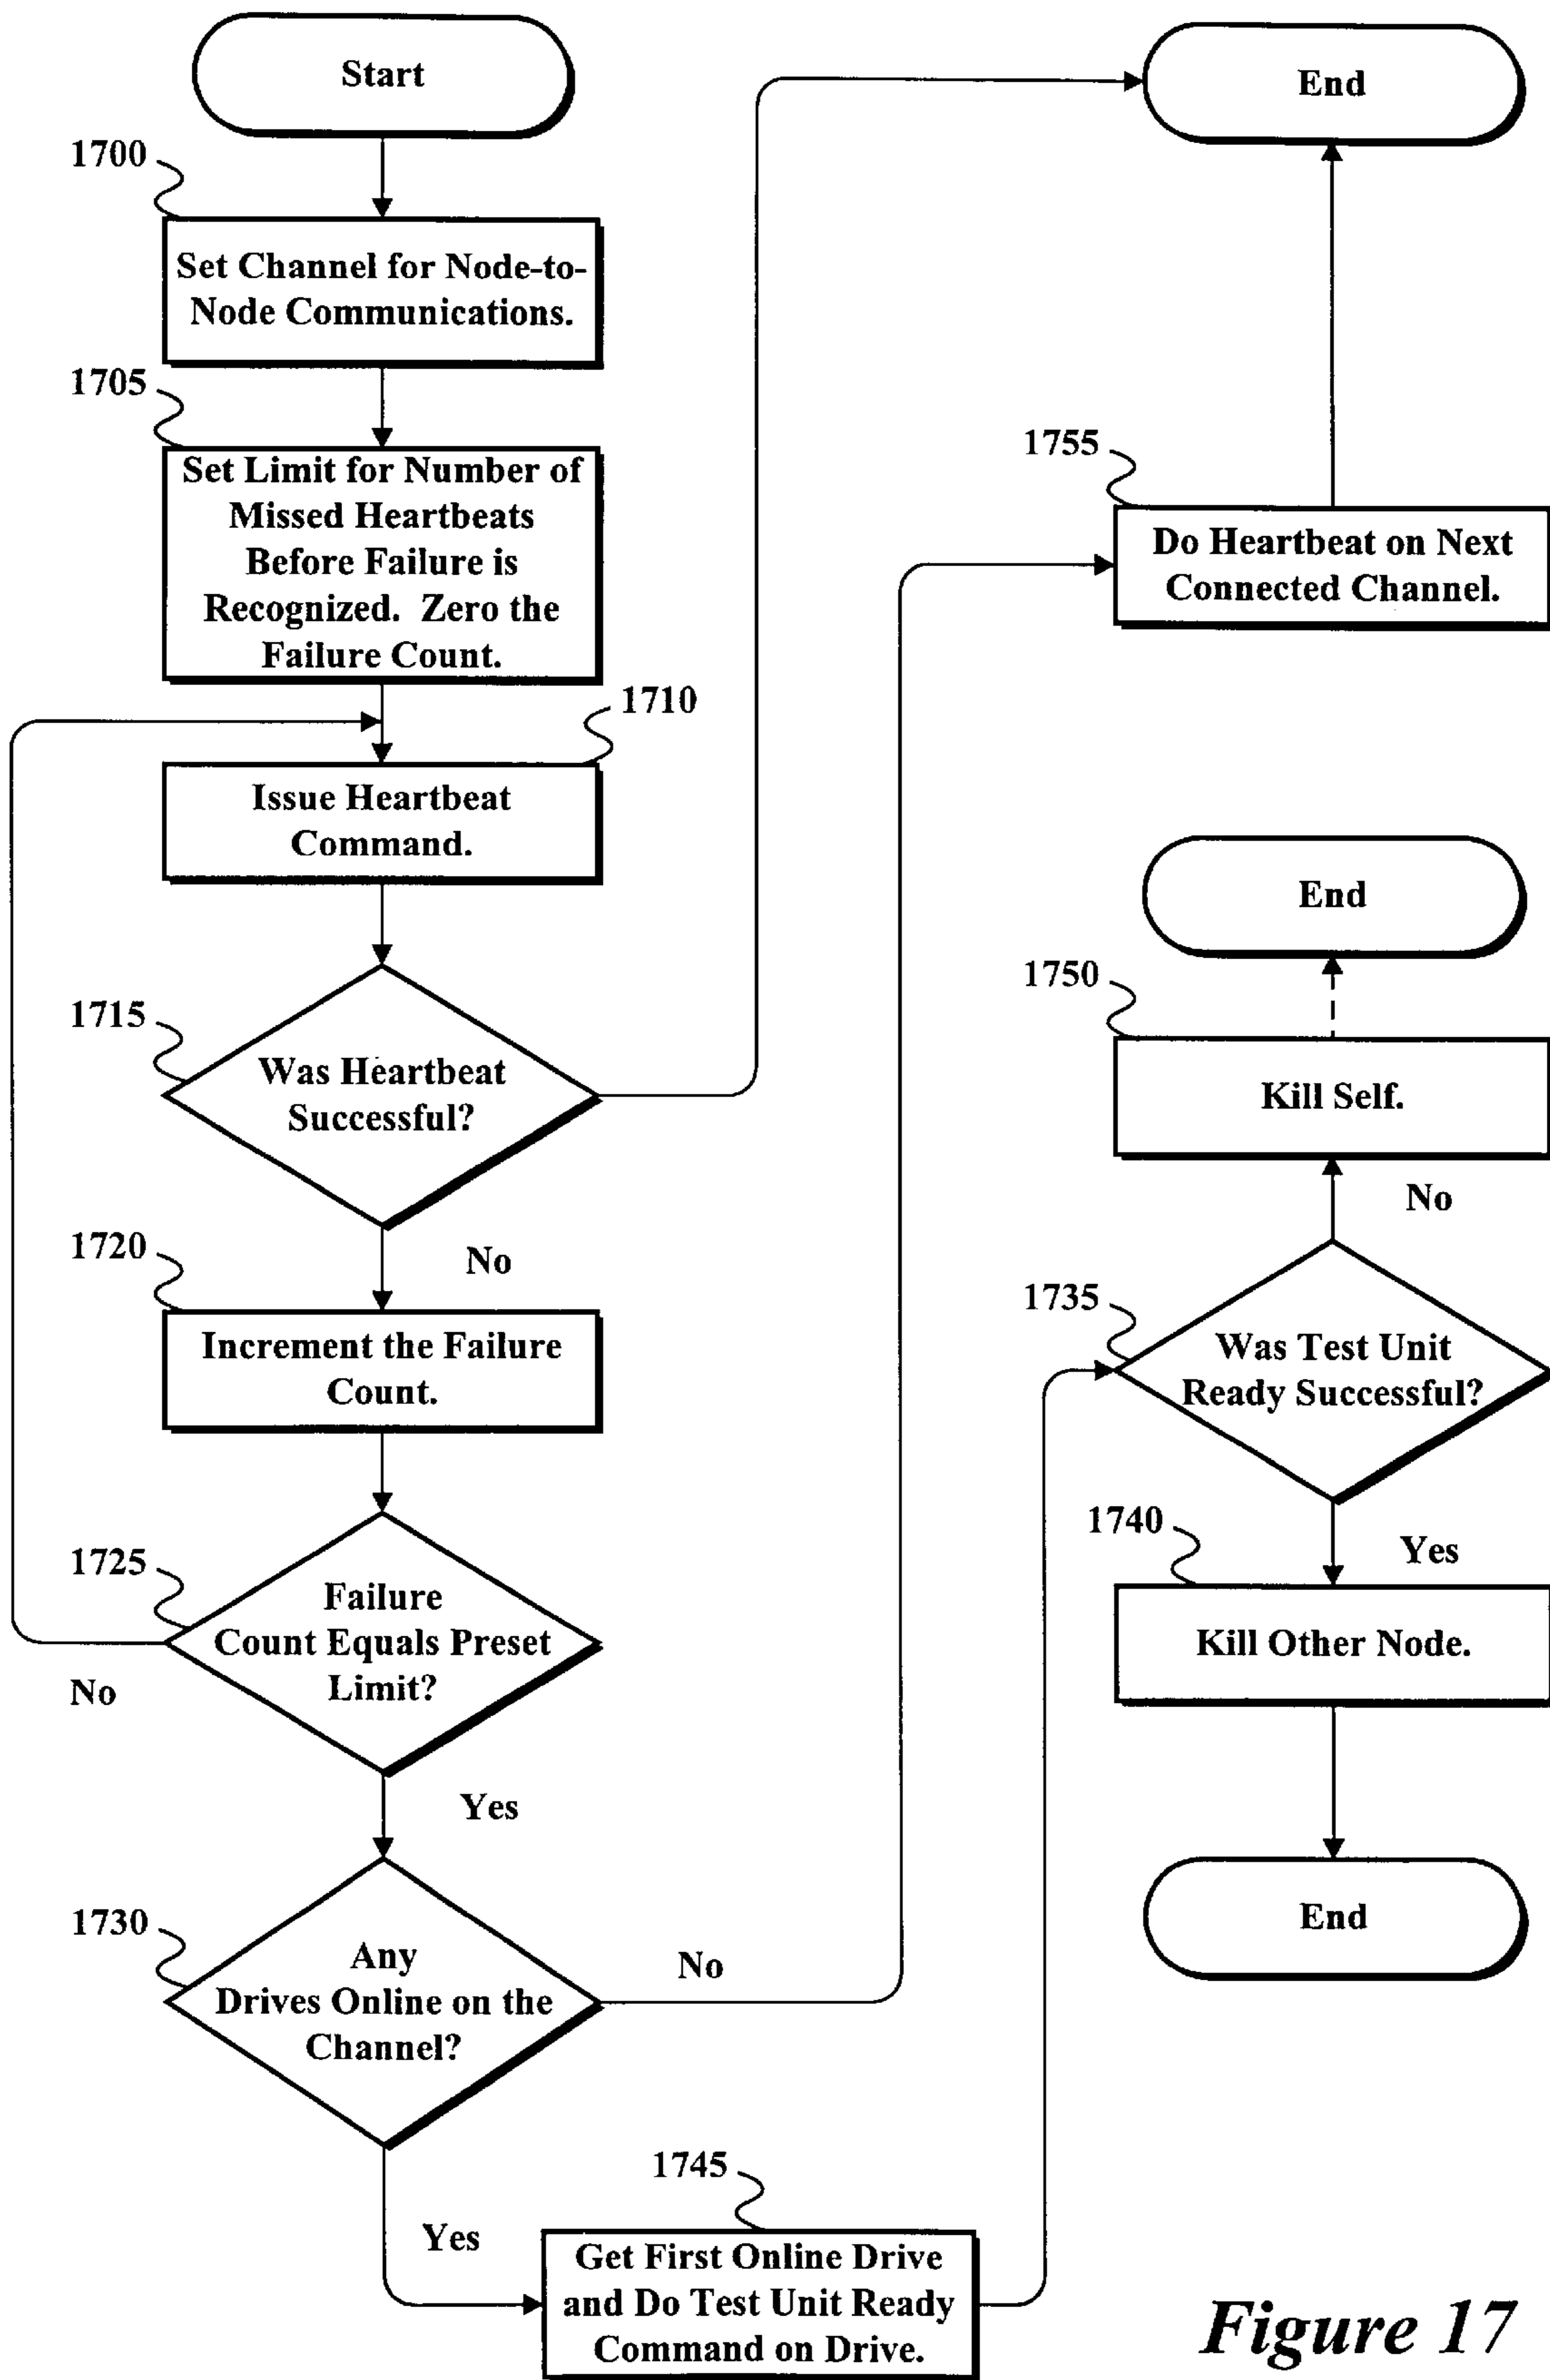 Start
1700
Set Channel for Node-to-
Node Communications.
1705
Set Limit for Number of
Missed Heartbeats
Before Failure is
Recognized. Zero the
Failure Count.
1710
Issue Heartbeat
Command.
1715
Was Heartbeat
Successful?
No
1720
Increment the Failure
Count.
1725
Failure
Count Equals Preset
Limit?
No
Yes
1730
Any
Drives Online on the
Channel?
No
Yes
1745
Get First Online Drive
and Do Test Unit Ready
Command on Drive.
End
1755
Do Heartbeat on Next
Connected Channel.
End
1750
Kill Self.
No
1735
Was Test Unit
Ready Successful?
1740
Yes
Kill Other Node.
End
Figure 17